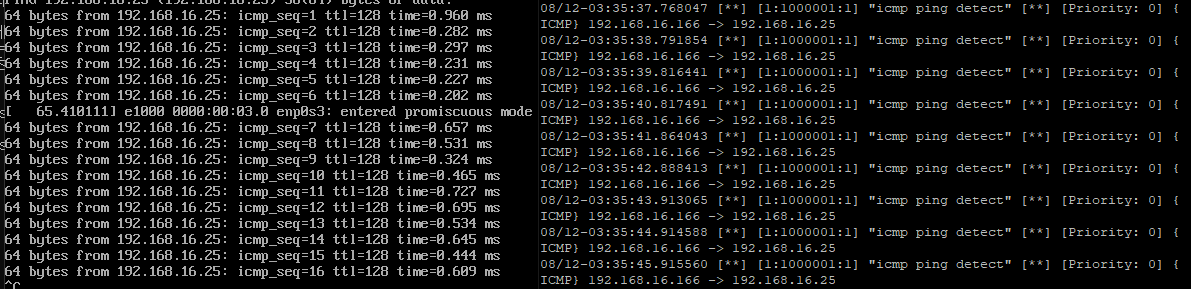 64 bytes from 192.168.16.25: icmp_seq=1 ttl=128 time=0.960 ms
64 bytes from 192.168.16.25: icmp_seq=2 ttl=128 time=0.282 ms
64 bytes from 192.168.16.25: icmp_seq=3 ttl=128 time=0.297 ms
64 bytes from 192.168.16.25: icmp_seq=4 ttl=128 time=0.231 ms
64 bytes from 192.168.16.25: icmp_seq=5 ttl=128 time=0.227 ms
64 bytes from 192.168.16.25: icmp_seq=6 ttl=128 time=0.202 ms
[   65.410111] e1000 0000:00:03.0 enp0s3: entered promiscuous mode
64 bytes from 192.168.16.25: icmp_seq=7 ttl=128 time=0.657 ms
64 bytes from 192.168.16.25: icmp_seq=8 ttl=128 time=0.531 ms
64 bytes from 192.168.16.25: icmp_seq=9 ttl=128 time=0.324 ms
64 bytes from 192.168.16.25: icmp_seq=10 ttl=128 time=0.465 ms
64 bytes from 192.168.16.25: icmp_seq=11 ttl=128 time=0.727 ms
64 bytes from 192.168.16.25: icmp_seq=12 ttl=128 time=0.695 ms
64 bytes from 192.168.16.25: icmp_seq=13 ttl=128 time=0.534 ms
64 bytes from 192.168.16.25: icmp_seq=14 ttl=128 time=0.645 ms
64 bytes from 192.168.16.25: icmp_seq=15 ttl=128 time=0.444 ms
64 bytes from 192.168.16.25: icmp_seq=16 ttl=128 time=0.609 ms
^C
08/12-03:35:37.768047 [**] [1:1000001:1] "icmp ping detect" [**] [Priority: 0] {
ICMP} 192.168.16.166 -> 192.168.16.25
08/12-03:35:38.791854 [**] [1:1000001:1] "icmp ping detect" [**] [Priority: 0] {
ICMP} 192.168.16.166 -> 192.168.16.25
08/12-03:35:39.816441 [**] [1:1000001:1] "icmp ping detect" [**] [Priority: 0] {
ICMP} 192.168.16.166 -> 192.168.16.25
08/12-03:35:40.817491 [**] [1:1000001:1] "icmp ping detect" [**] [Priority: 0] {
ICMP} 192.168.16.166 -> 192.168.16.25
08/12-03:35:41.864043 [**] [1:1000001:1] "icmp ping detect" [**] [Priority: 0] {
ICMP} 192.168.16.166 -> 192.168.16.25
08/12-03:35:42.888413 [**] [1:1000001:1] "icmp ping detect" [**] [Priority: 0] {
ICMP} 192.168.16.166 -> 192.168.16.25
08/12-03:35:43.913065 [**] [1:1000001:1] "icmp ping detect" [**] [Priority: 0] {
ICMP} 192.168.16.166 -> 192.168.16.25
08/12-03:35:44.914588 [**] [1:1000001:1] "icmp ping detect" [**] [Priority: 0] {
ICMP} 192.168.16.166 -> 192.168.16.25
08/12-03:35:45.915560 [**] [1:1000001:1] "icmp ping detect" [**] [Priority: 0] {
ICMP} 192.168.16.166 -> 192.168.16.25